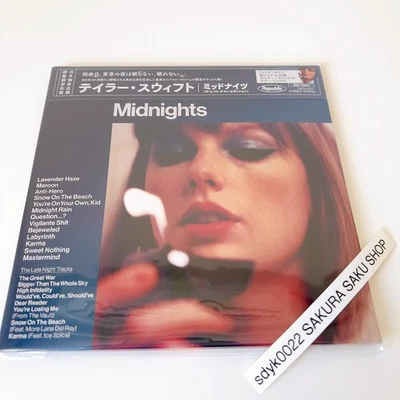 テイラー・スウィフト
ミッドナイツ
Republic
Midnights
Lavender Haze
Maroon
Anti-Hero
Snow On The Beach
You're On Your Own, Kid
Midnight Rain
Question...?
Vigilante Shit
Bejeweled
Labyrinth
Karma
Sweet Nothing
Mastermind
The Late Night Tracks
The Great War
Bigger Than The Whole Sky
High Infidelity
Would've, Could've, Should've
Dear Reader
You're Losing Me
(From The Vault)
Snow On The Beach
(Feat. More Lana Del Rey)
Karma (Feat. Ice Spice)
sdyk0022 SAKURA SAKU SHOP